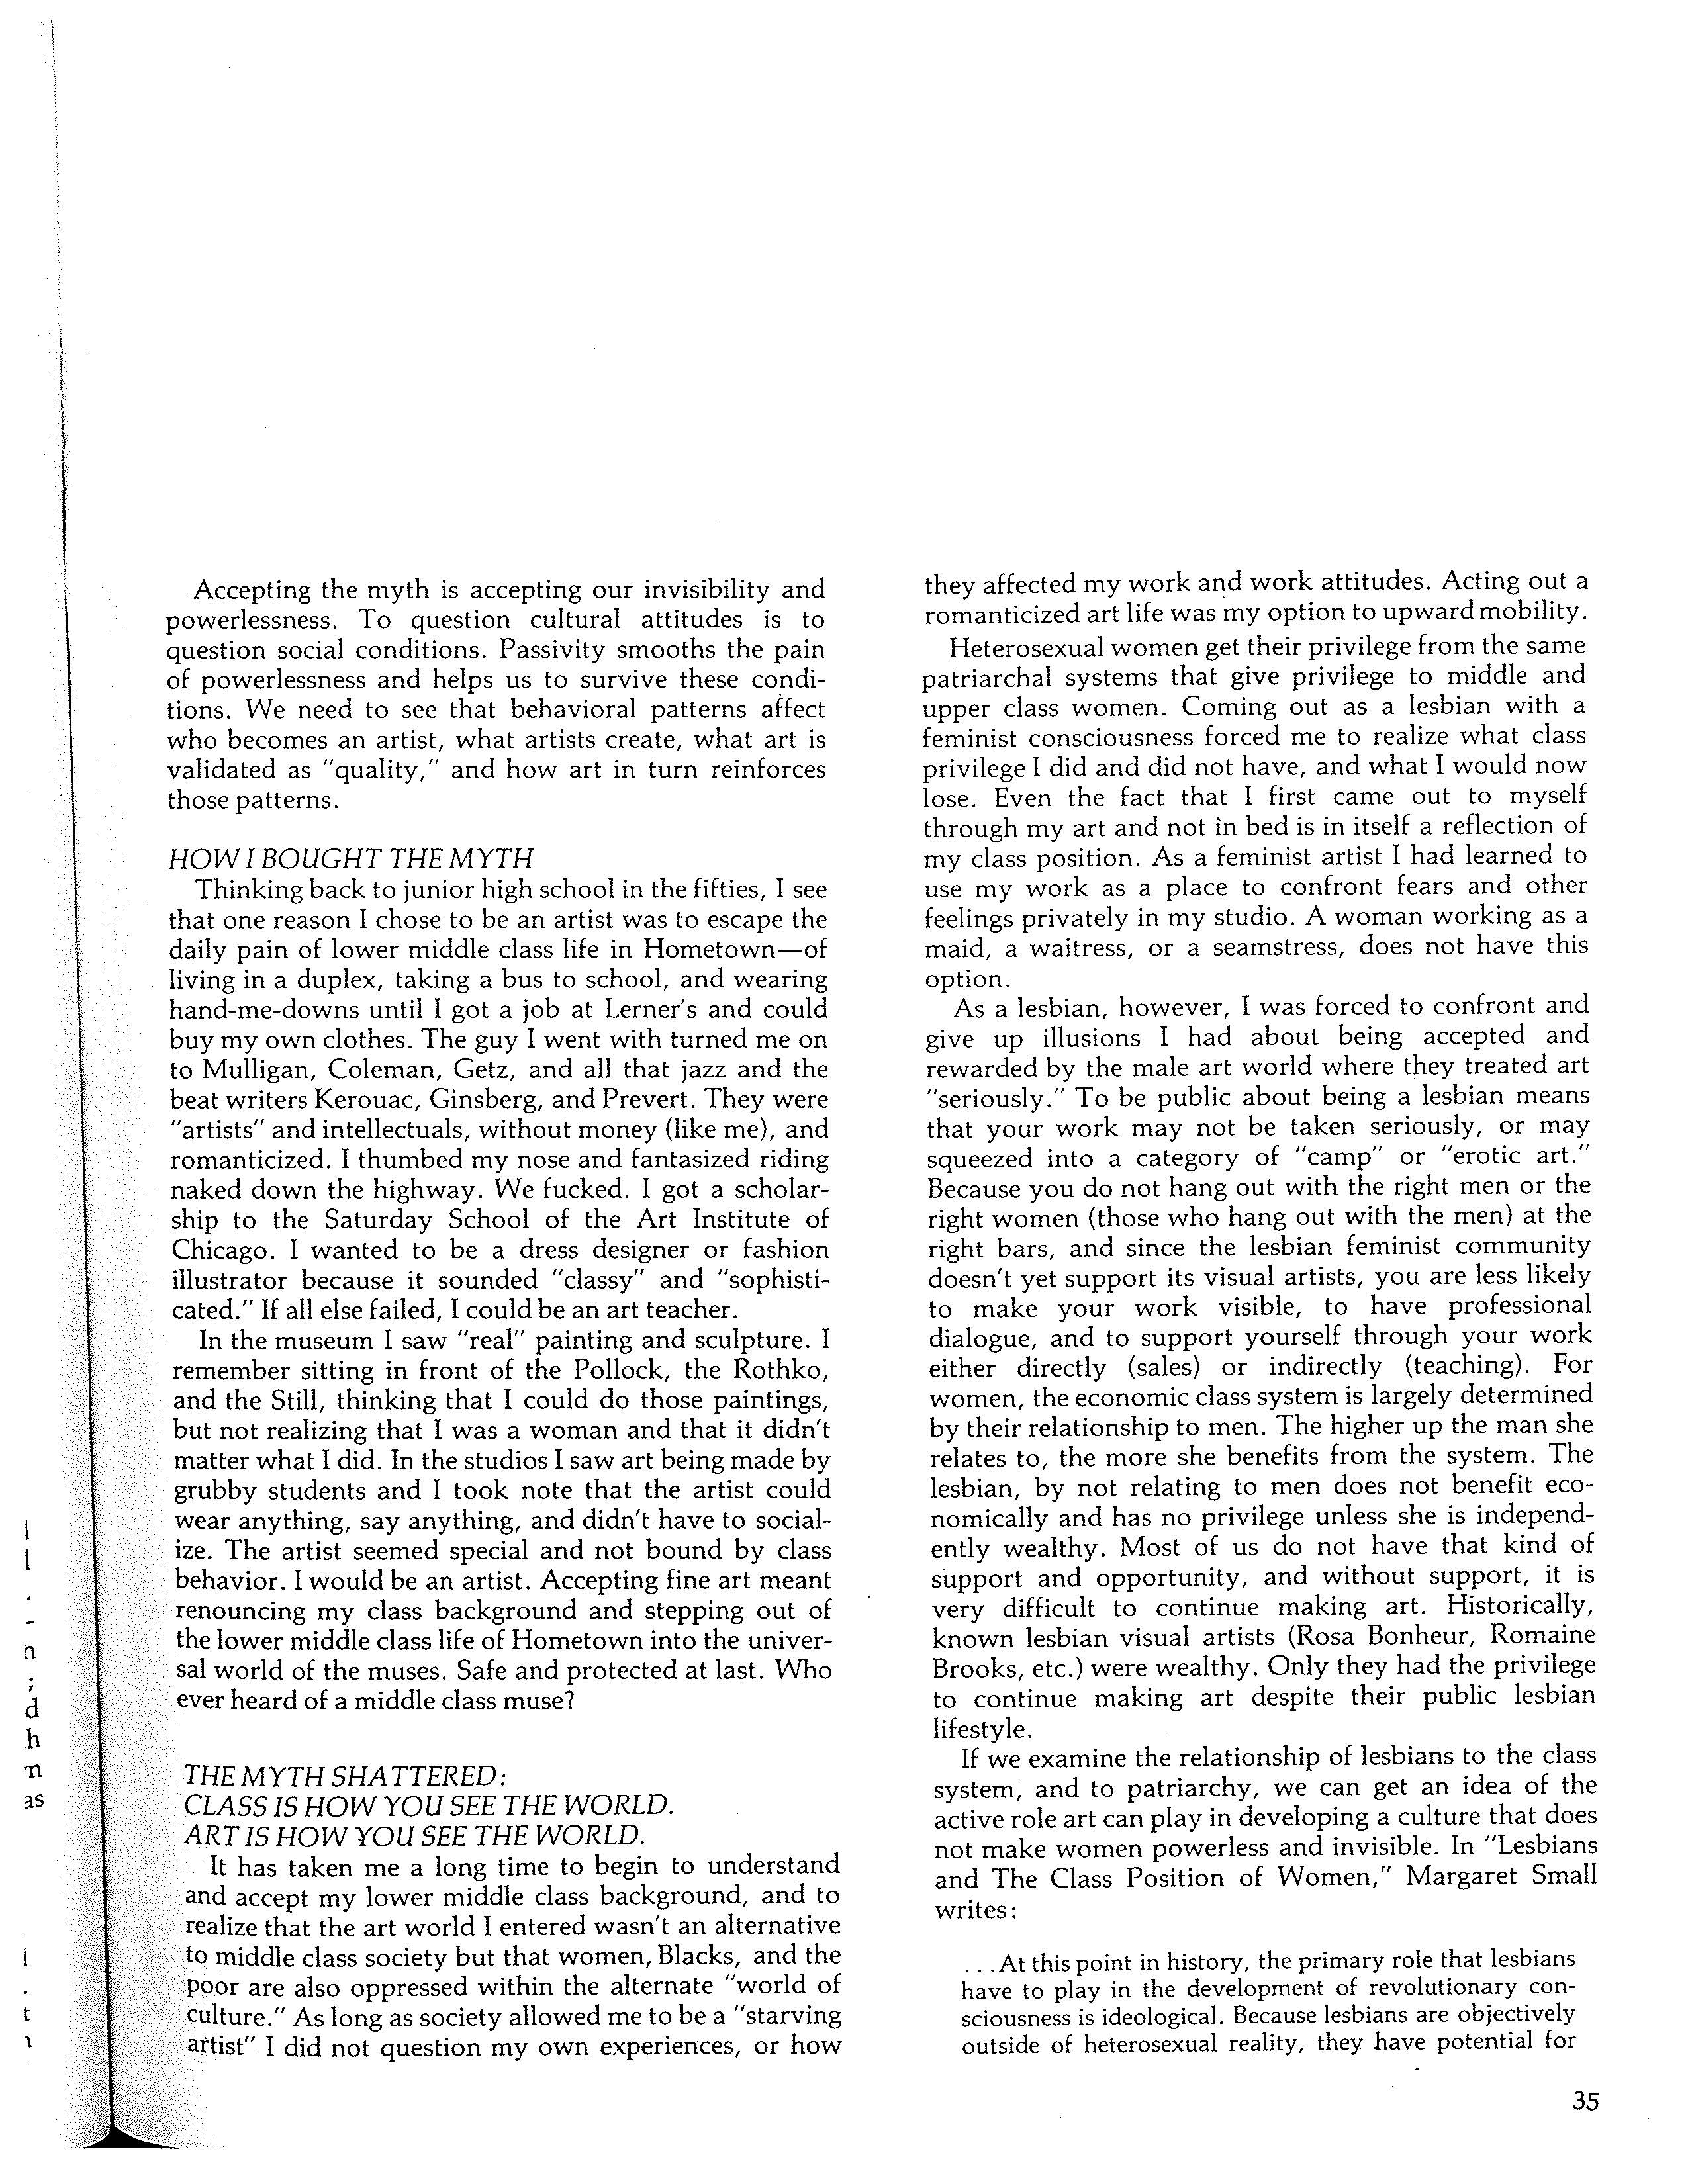 Accepting the myth is accepting our invisibility and
powerlessness. To question cultural attitudes is to
question social conditions. Passivity smooths the pain
of powerlessness and helps us to survive these condi-
tions. We need to see that behavioral patterns affect
who becomes an artist, what artists create, what art is
validated as "quality," and how art in turn reinforces
those patterns.
HOW I BOUGHT THE MYTH
Thinking back to junior high school in the fifties, I see
that one reason I chose to be an artist was to escape the
daily pain of lower middle class life in Hometown—of
living in a duplex, taking a bus to school, and wearing
hand-me-downs until I got a job at Lerner's and could
buy my own clothes. The guy I went with turned me on
to Mulligan, Coleman, Getz, and all that jazz and the
beat writers Kerouac, Ginsberg, and Prevert. They were
"artists" and intellectuals, without money (like me), and
romanticized. I thumbed my nose and fantasized riding
naked down the highway. We fucked. I got a scholar-
ship to the Saturday School of the Art Institute of
Chicago. I wanted to be a dress designer or fashion
illustrator because it sounded "classy" and "sophisti-
cated." If all else failed, I could be an art teacher.
In the museum I saw "real" painting and sculpture. I
remember sitting in front of the Pollock, the Rothko,
and the Still, thinking that I could do those paintings,
but not realizing that I was a woman and that it didn't
matter what I did. In the studios I saw art being made by
grubby students and I took note that the artist could
wear anything, say anything, and didn't have to social-
ize. The artist seemed special and not bound by class
behavior. I would be an artist. Accepting fine art meant
renouncing my class background and stepping out of
the lower middle class life of Hometown into the univer-
sal world of the muses. Safe and protected at last. Who
ever heard of a middle class muse?
THE MYTH SHATTERED:
CLASS IS HOW YOU SEE THE WORLD.
ART IS HOW YOU SEE THE WORLD.
It has taken me a long time to begin to understand
and accept my lower middle class background, and to
realize that the art world I entered wasn't an alternative
to middle class society but that women, Blacks, and the
poor are also oppressed within the alternate "world of
culture." As long as society allowed me to be a "starving
artist" I did not question my own experiences, or how
they affected my work and work attitudes. Acting out a
romanticized art life was my option to upward mobility.
Heterosexual women get their privilege from the same
patriarchal systems that give privilege to middle and
upper class women. Coming out as a lesbian with a
feminist consciousness forced me to realize what class
privilege I did and did not have, and what I would now
lose. Even the fact that I first came out to myself
through my art and not in bed is in itself a reflection of
my class position. As a feminist artist I had learned to
use my work as a place to confront fears and other
feelings privately in my studio. A woman working as a
maid, a waitress, or a seamstress, does not have this
option.
As a lesbian, however, I was forced to confront and
give up illusions I had about being accepted and
rewarded by the male art world where they treated art
"seriously." To be public about being a lesbian means
that your work may not be taken seriously, or may
squeezed into a category of "camp" or "erotic art."
Because you do not hang out with the right men or the
right women (those who hang out with the men) at the
right bars, and since the lesbian feminist community
doesn't yet support its visual artists, you are less likely
to make your work visible, to have professional
dialogue, and to support yourself through your work
either directly (sales) or indirectly (teaching). For
women, the economic class system is largely determined
by their relationship to men. The higher up the man she
relates to, the more she benefits from the system. The
lesbian, by not relating to men does not benefit eco-
nomically and has no privilege unless she is independ-
ently wealthy. Most of us do not have that kind of
support and opportunity, and without support, it is
very difficult to continue making art. Historically,
known lesbian visual artists (Rosa Bonheur, Romaine
Brooks, etc.) were wealthy. Only they had the privilege
to continue making art despite their public lesbian
lifestyle.
If we examine the relationship of lesbians to the class
system, and to patriarchy, we can get an idea of the
active role art can play in developing a culture that does
not make women powerless and invisible. In "Lesbians
and The Class Position of Women," Margaret Small
writes:
. . .At this point in history, the primary role that lesbians
have to play in the development of revolutionary con-
sciousness is ideological. Because lesbians are objectively
outside of heterosexual reality, they have potential for
35